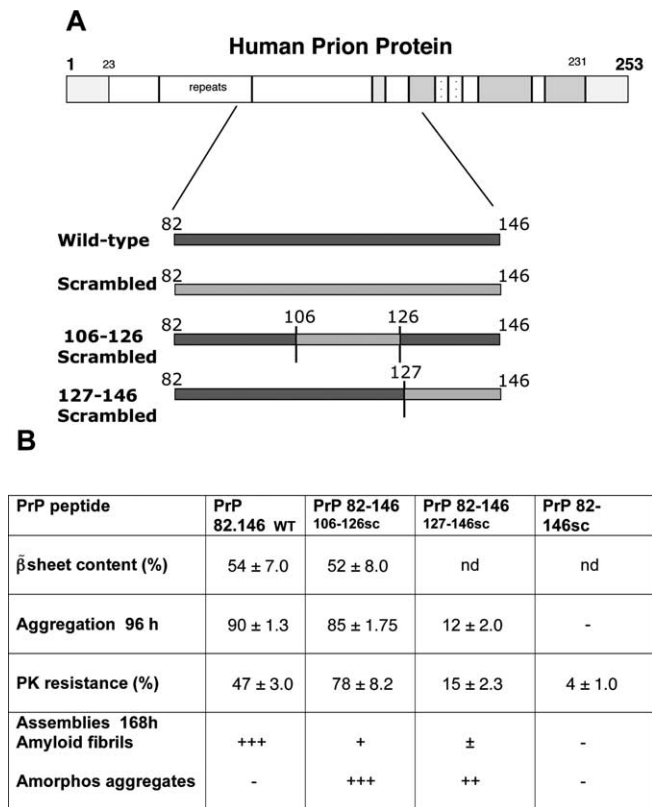 A
Human Prion Protein
1 23 231 253
repeats
82 146
Wild-type
82 146
Scrambled
82 106 126 146
106-126
Scrambled
82 127 146
127-146
Scrambled
B
PrP peptide
PrP
82.146 WT
PrP 82-146
106-126sc
PrP 82-146
127-146sc
PrP 82-
146sc
β̃ sheet content (%) 54 ± 7.0 52 ± 8.0 nd nd
Aggregation 96 h 90 ± 1.3 85 ± 1.75 12 ± 2.0 -
PK resistance (%) 47 ± 3.0 78 ± 8.2 15 ± 2.3 4 ± 1.0
Assemblies 168h
Amyloid fibrils +++ + ± -
Amorphos aggregates - +++ ++ -